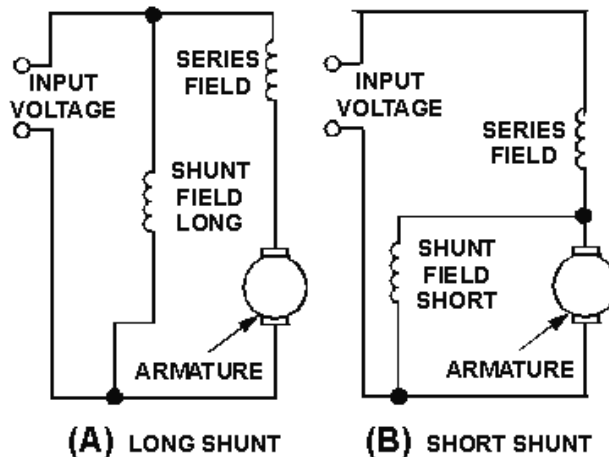 INPUT
VOLTAGE
SERIES
FIELD
SHUNT
FIELD
LONG
ARMATURE
(A) LONG SHUNT
INPUT
VOLTAGE
SERIES
FIELD
SHUNT
FIELD
SHORT
ARMATURE
(B) SHORT SHUNT